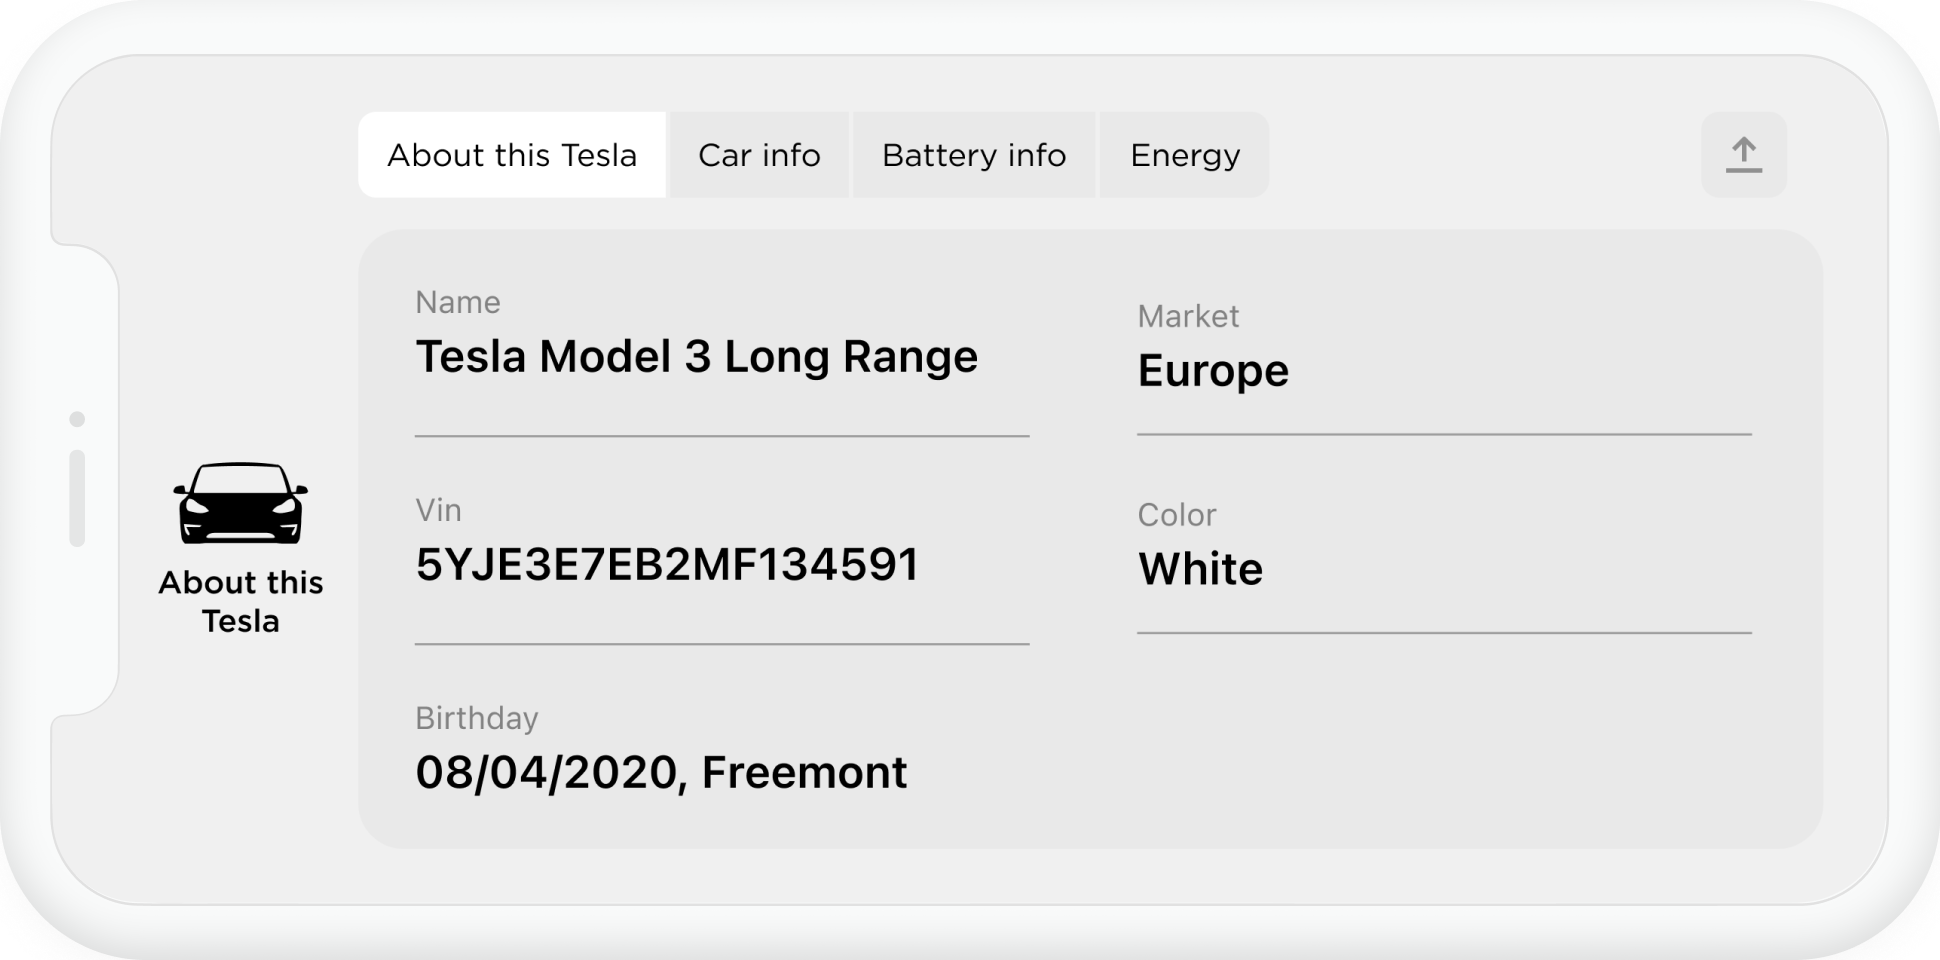 About this Tesla
Car info
Battery info
Energy
About this
Tesla
Name
Tesla Model 3 Long Range
Vin
5YJE3E7EB2MF134591
Birthday
08/04/2020, Freemont
Market
Europe
Color
White